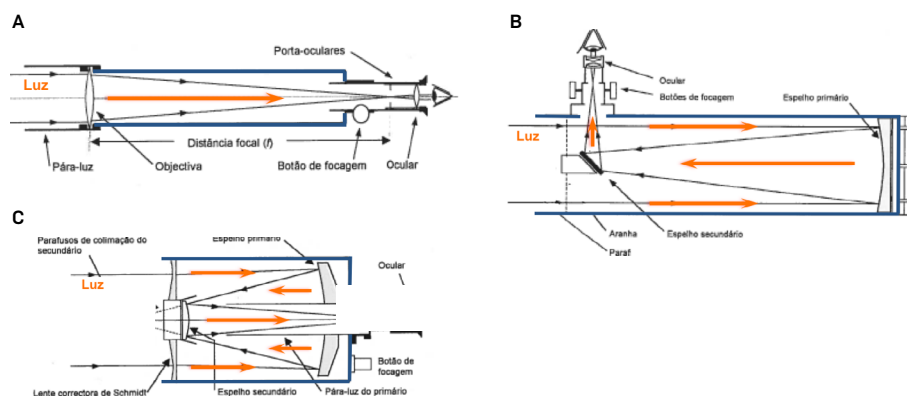 A
Porta-oculares
Luz
Distância focal (f)
Pára-luz
Objectiva
Botão de focagem
Ocular
B
Ocular
Botões de focagem
Espelho primário
Luz
Aranha
Espelho secundário
Paraf
C
Parafusos de colimação do
secundário
Espelho primário
Ocular
Luz
Botão de
focagem
Lente correctora de Schmidt
Espelho secundário
Pára-luz do primário